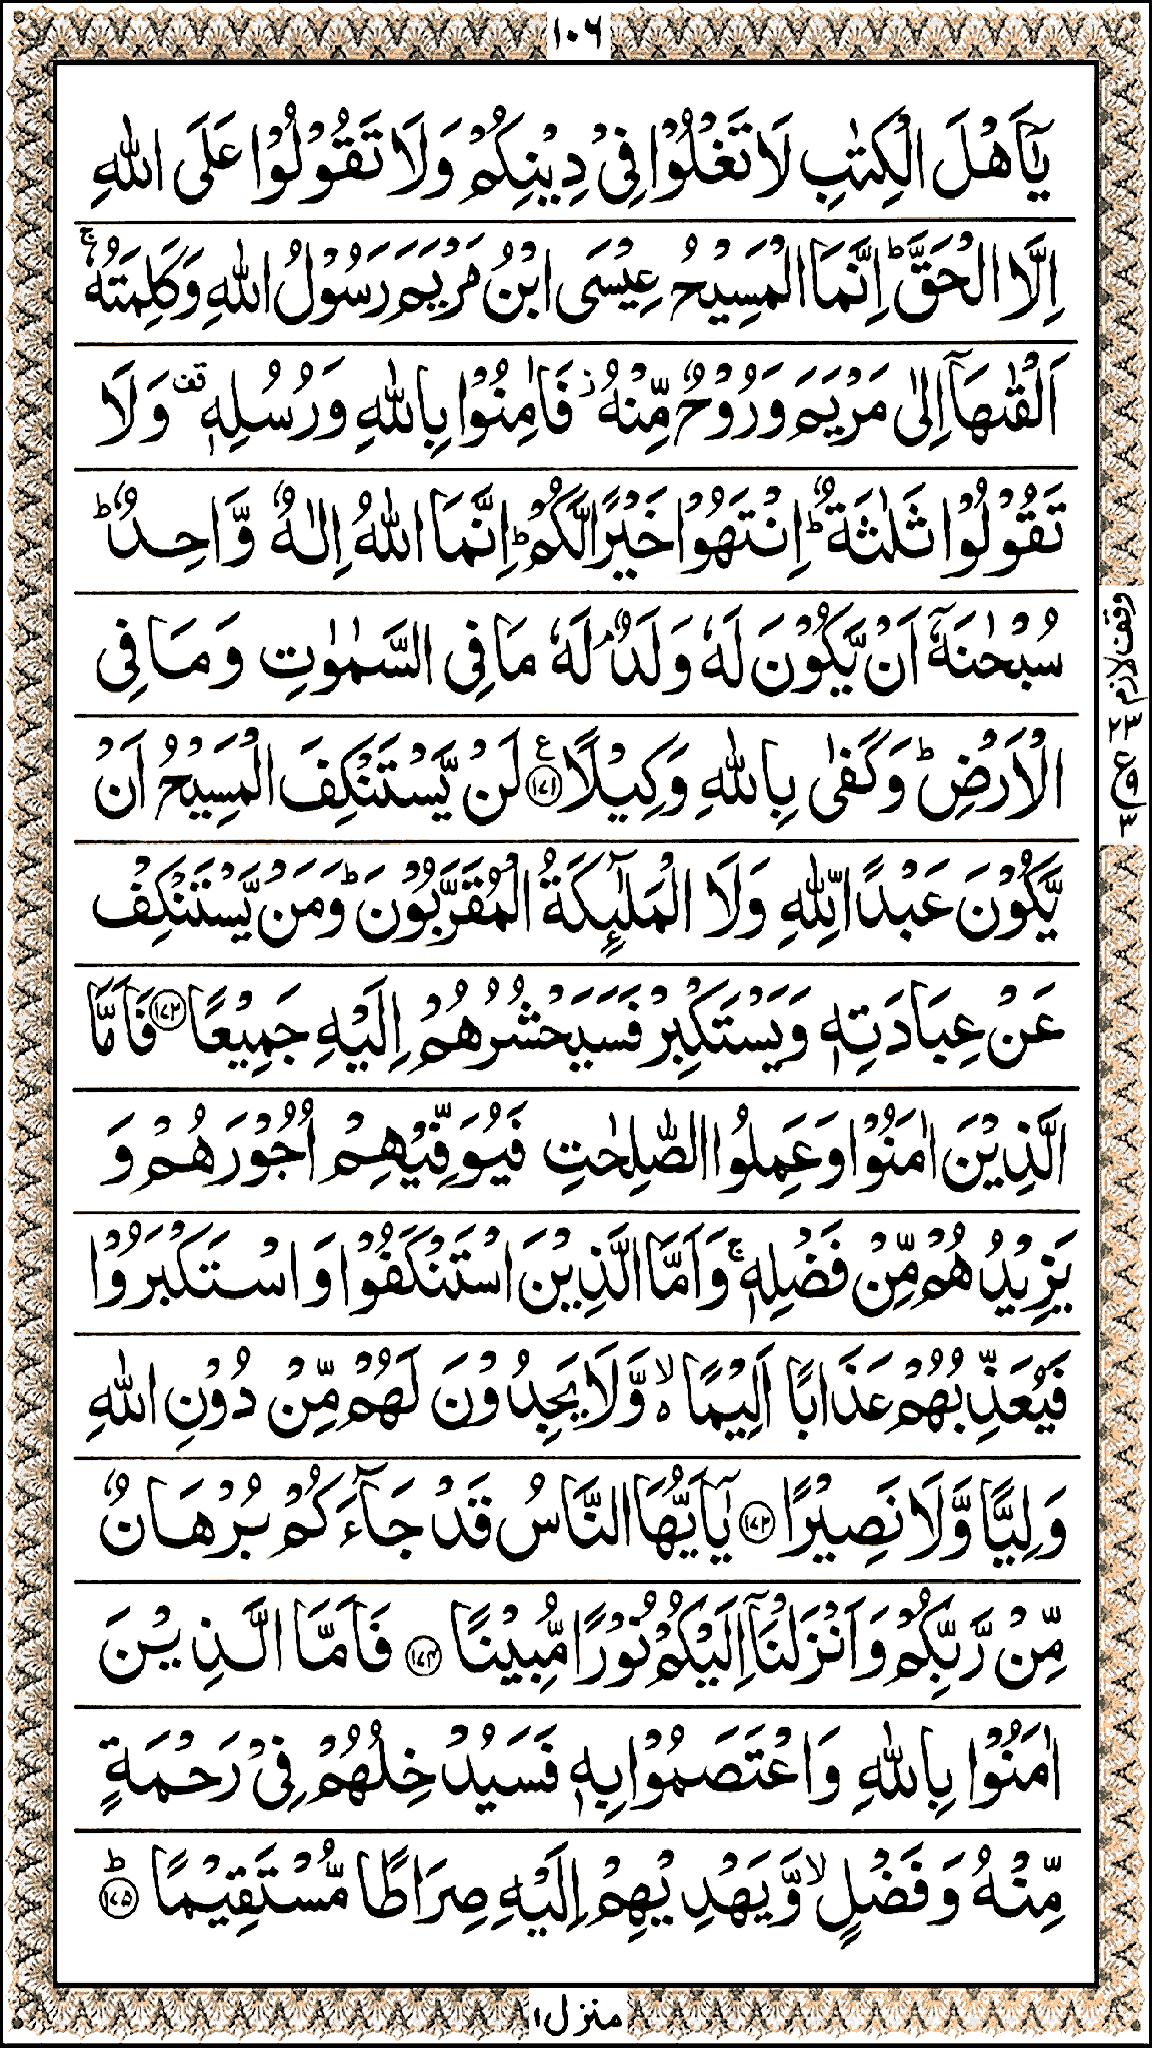 ١٠٦
يٰۤاَهْلَ الْكِتٰبِ لَا تَغْلُوْا فِىْ دِيْنِكُمْ وَلَا تَقُوْلُوْا عَلَى اللّٰهِ
اِلَّا الْحَقَّ ؕ اِنَّمَا الْمَسِيْحُ عِيْسَى ابْنُ مَرْيَمَ رَسُوْلُ اللّٰهِ وَكَلِمَتُهٗ ۚ
اَلْقٰٮهَاۤ اِلٰى مَرْيَمَ وَرُوْحٌ مِّنْهُ ۫ فَاٰمِنُوْا بِاللّٰهِ وَرُسُلِهٖ ۟ وَلَا
تَقُوْلُوْا ثَلٰثَةٌ ؕ اِنْتَهُوْا خَيْرًا لَّكُمْ ؕ اِنَّمَا اللّٰهُ اِلٰهٌ وَّاحِدٌ ؕ
سُبْحٰنَهٗۤ اَنْ يَّكُوْنَ لَهٗ وَلَدٌ ۘ لَهٗ مَا فِى السَّمٰوٰتِ وَمَا فِى
الْاَرْضِ ؕ وَكَفٰى بِاللّٰهِ وَكِيْلًا ﴿۱۷۱﴾ ع لَنْ يَّسْتَنْكِفَ الْمَسِيْحُ اَنْ
يَّكُوْنَ عَبْدًا لِّلّٰهِ وَلَا الْمَلٰٓئِكَةُ الْمُقَرَّبُوْنَ ؕ وَمَنْ يَّسْتَنْكِفْ
عَنْ عِبَادَتِهٖ وَيَسْتَكْبِرْ فَسَيَحْشُرُهُمْ اِلَيْهِ جَمِيْعًا ﴿۱۷۲﴾ فَاَمَّا
الَّذِيْنَ اٰمَنُوْا وَعَمِلُوا الصّٰلِحٰتِ فَيُوَفِّيْهِمْ اُجُوْرَهُمْ وَ
يَزِيْدُهُمْ مِّنْ فَضْلِهٖ ۚ وَاَمَّا الَّذِيْنَ اسْتَنْكَفُوْا وَاسْتَكْبَرُوْا
فَيُعَذِّبُهُمْ عَذَابًا اَلِيْمًا ۙ۬ وَّلَا يَجِدُوْنَ لَهُمْ مِّنْ دُوْنِ اللّٰهِ
وَلِيًّا وَّلَا نَصِيْرًا ﴿۱۷۳﴾ يٰۤاَيُّهَا النَّاسُ قَدْ جَآءَكُمْ بُرْهَانٌ
مِّنْ رَّبِّكُمْ وَاَنْزَلْنَاۤ اِلَيْكُمْ نُوْرًا مُّبِيْنًا ﴿۱۷۴﴾ فَاَمَّا الَّذِيْنَ
اٰمَنُوْا بِاللّٰهِ وَاعْتَصَمُوْا بِهٖ فَسَيُدْخِلُهُمْ فِىْ رَحْمَةٍ
مِّنْهُ وَفَضْلٍ ۙ وَّيَهْدِيْهِمْ اِلَيْهِ صِرَاطًا مُّسْتَقِيْمًا ؕ ﴿۱۷۵﴾
وقف لازم
۲۳
ع
۳
منزل ۱